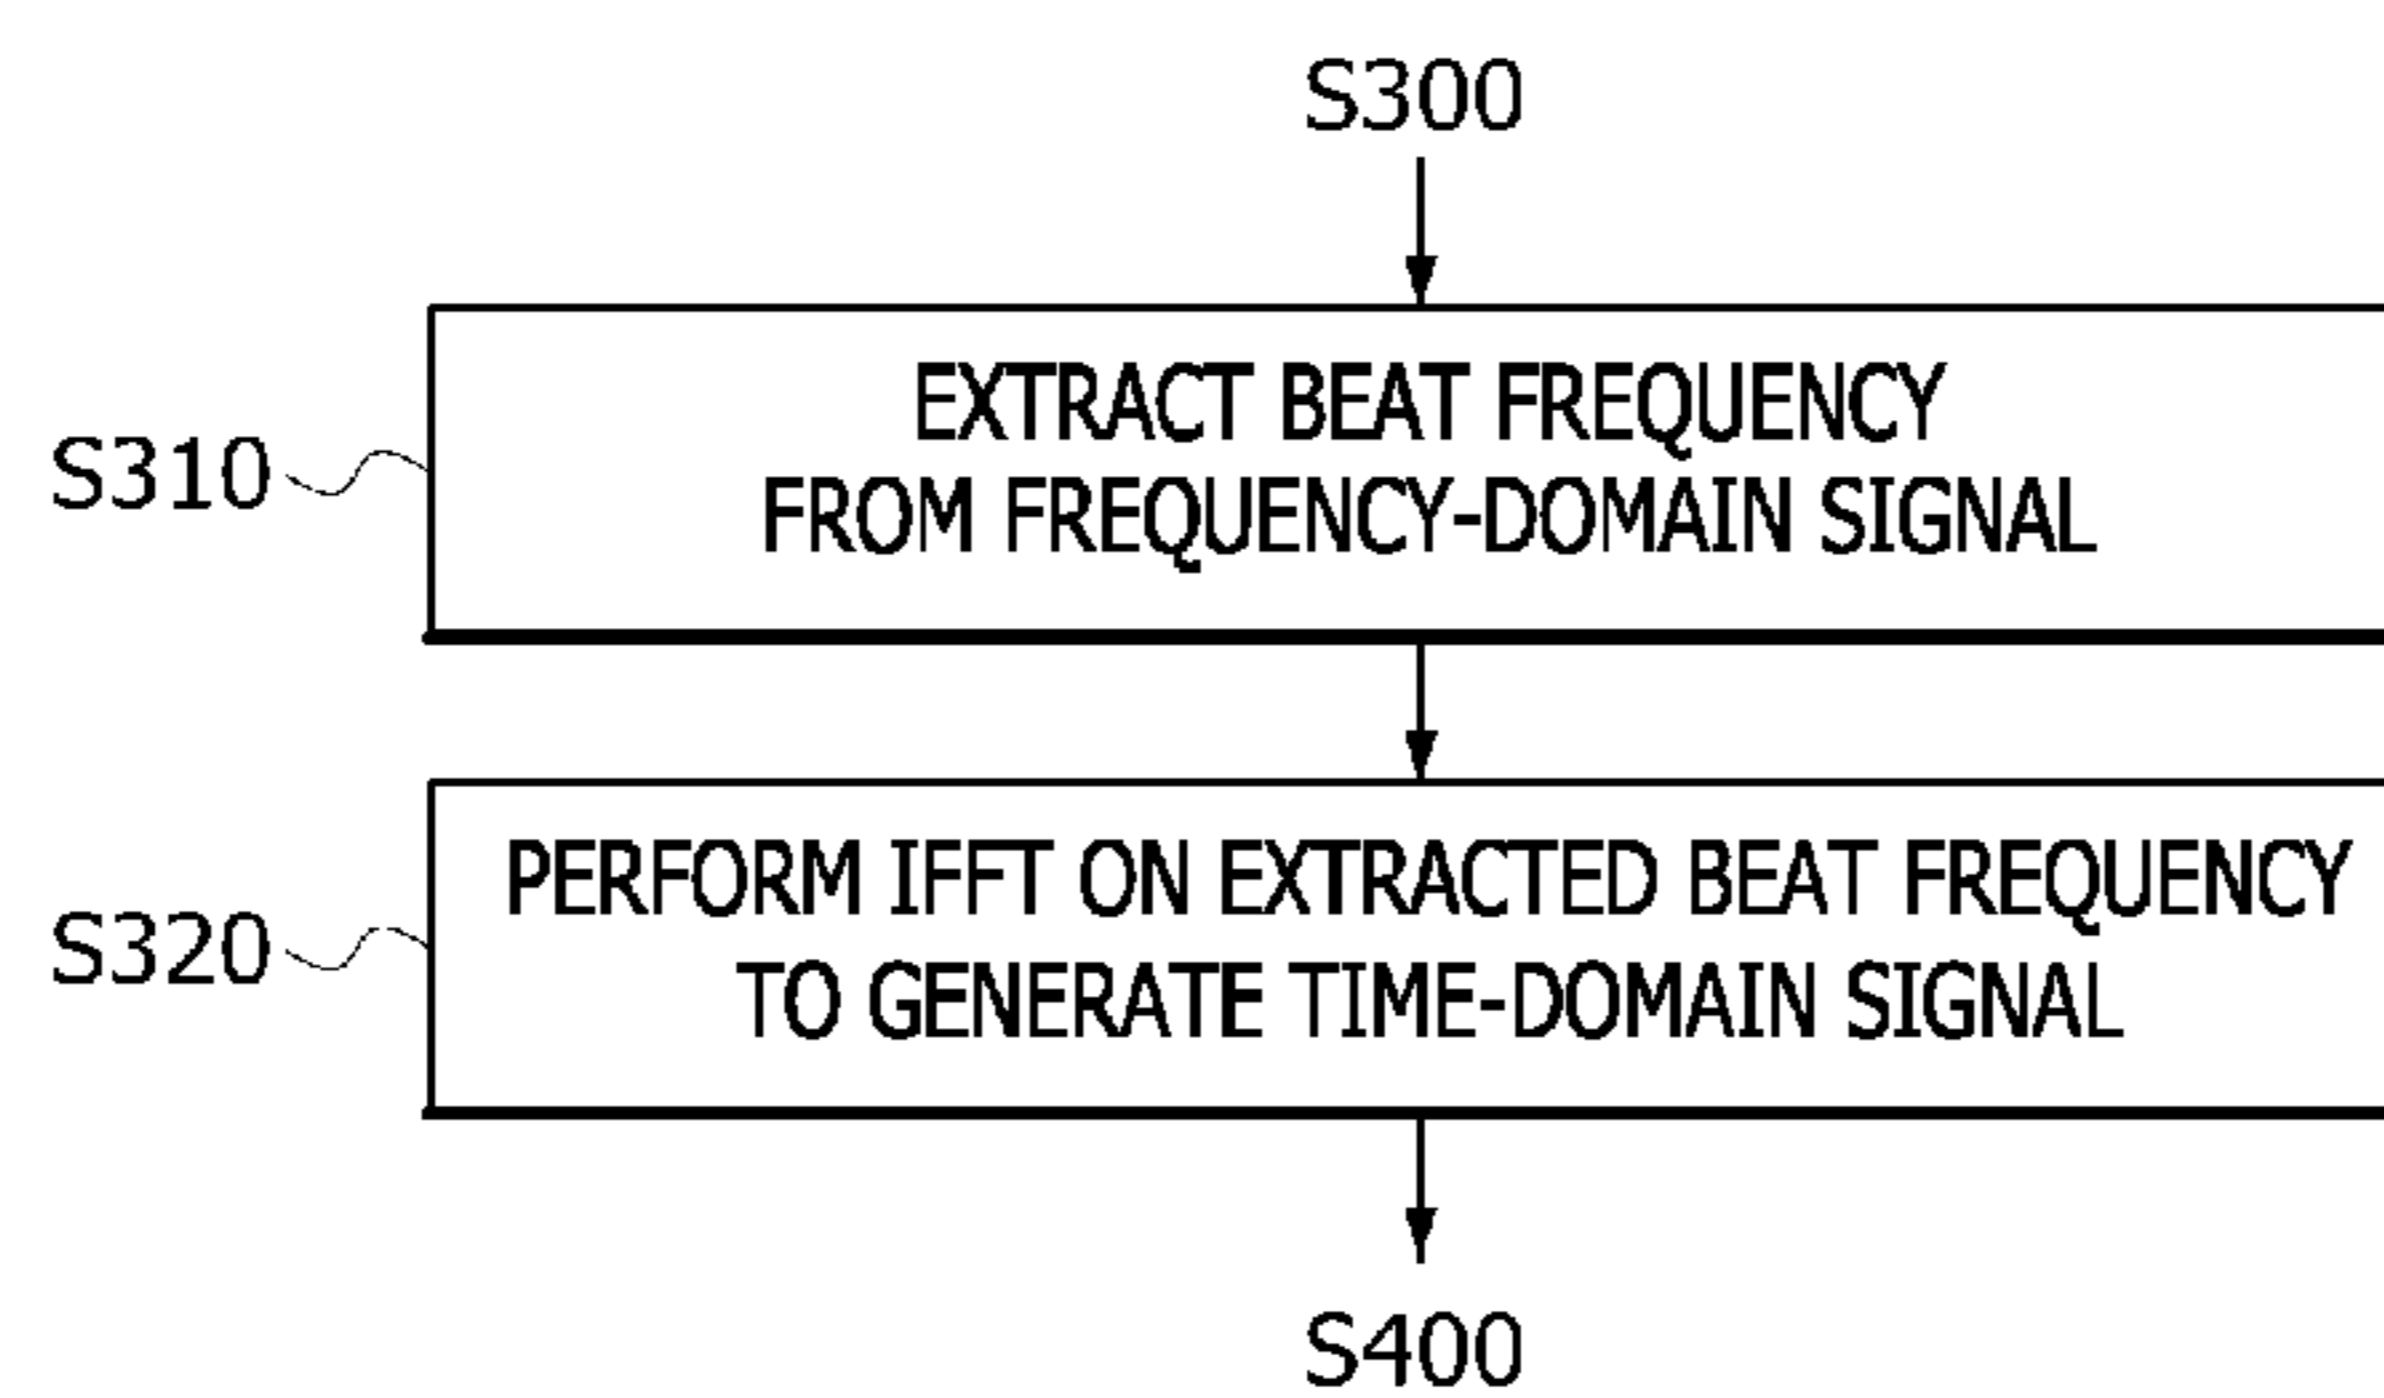 S300
EXTRACT BEAT FREQUENCY
S310
FROM FREQUENCY-DOMAIN SIGNAL
PERFORM IFFT ON EXTRACTED BEAT FREQUENCY
S320
TO GENERATE TIME-DOMAIN SIGNAL
S400